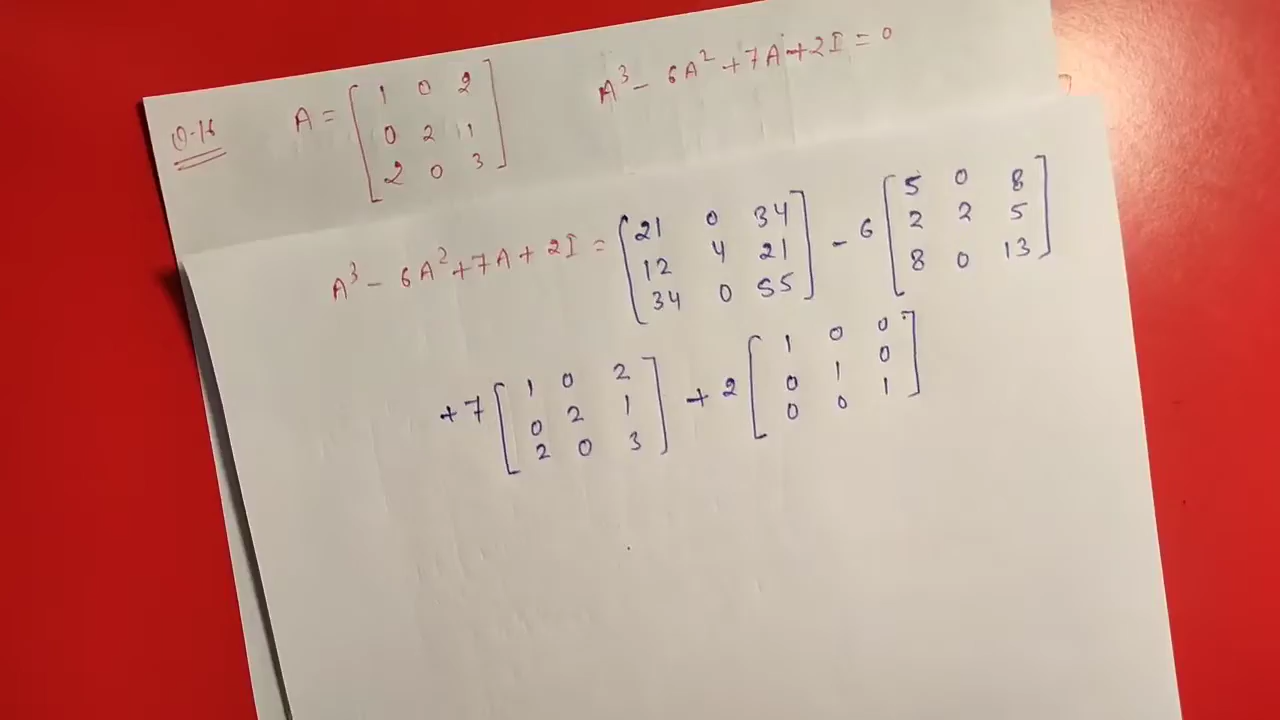 Q-16 A = [ 1 0 2 A³ - 6A² + 7A + 2I = 0
0 2 1
2 0 3 ]
A³ - 6A² + 7A + 2I = [ 21 0 34 - 6 [ 5 0 8
12 4 21 2 2 5
34 0 55 ] 8 0 13 ]
+ 7 [ 1 0 2 + 2 [ 1 0 0
0 2 1 0 1 0
2 0 3 ] 0 0 1 ]